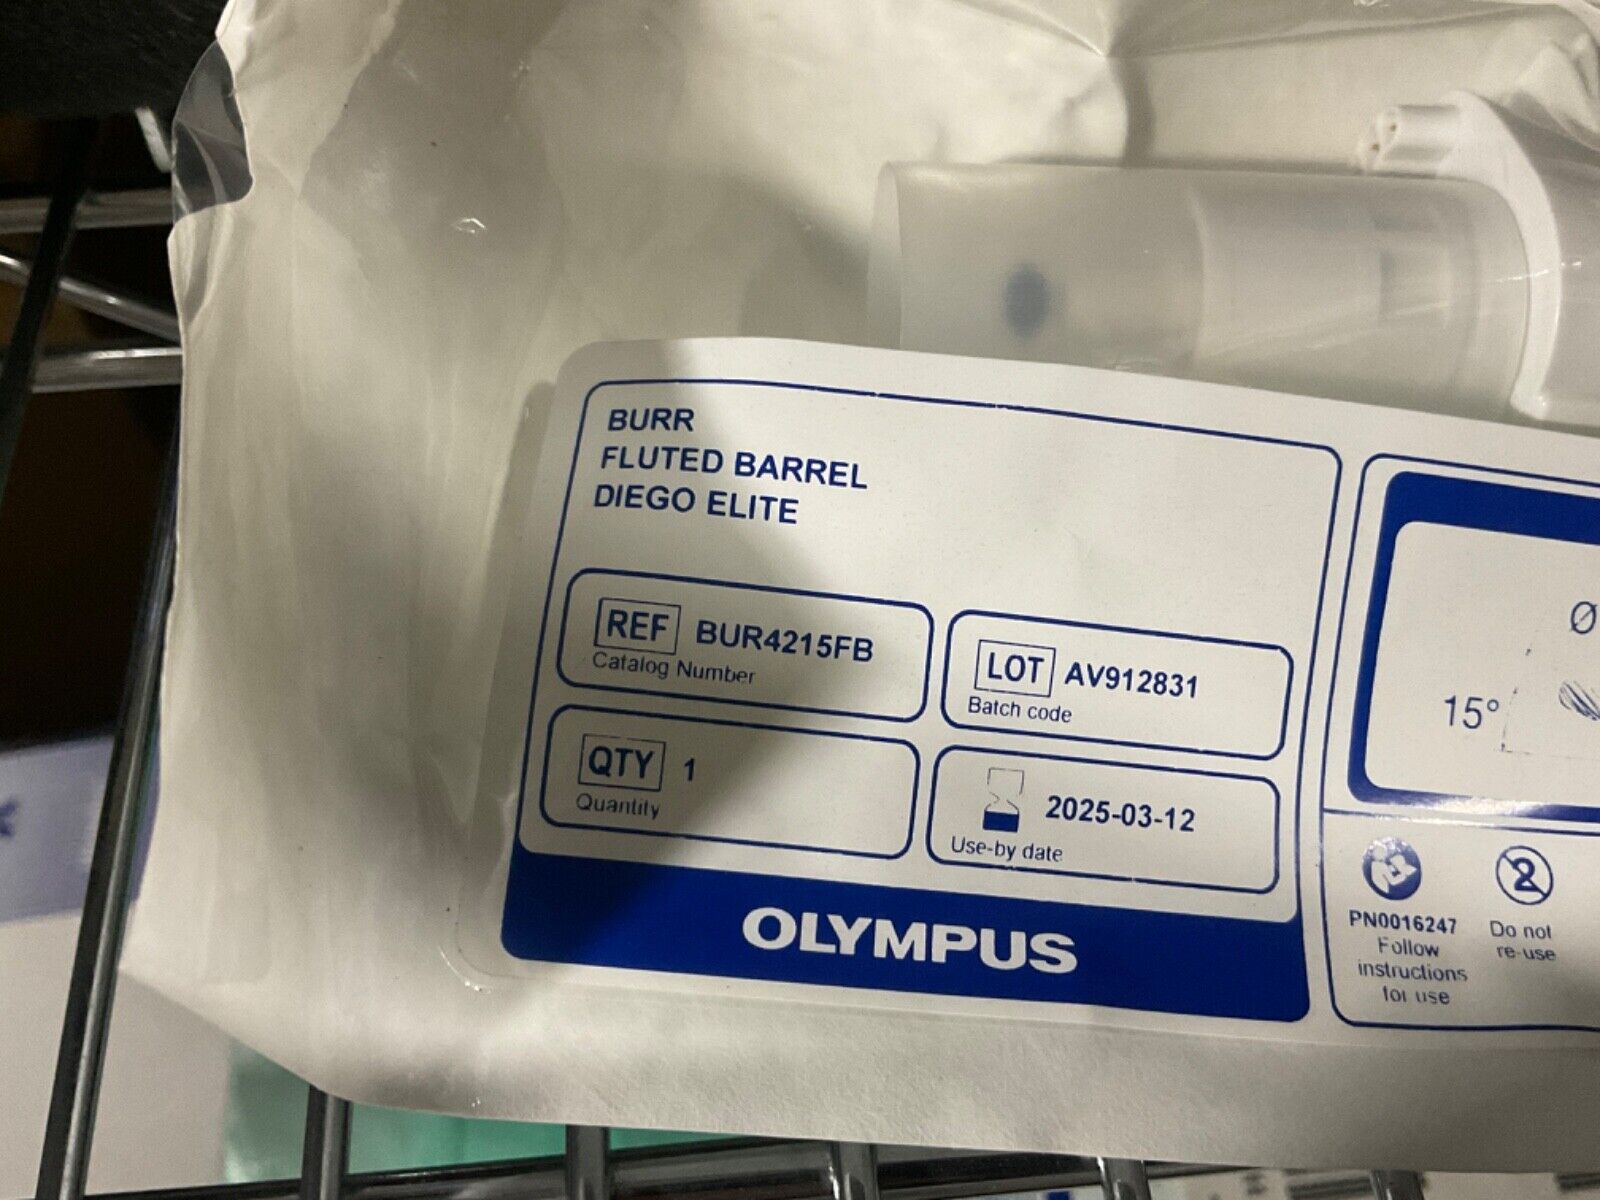 BURR
FLUTED BARREL
DIEGO ELITE
REF BUR4215FB
Catalog Number
LOT AV912831
Batch code
QTY 1
Quantity
2025-03-12
Use-by date
OLYMPUS
Ø
15°
2
PN0016247
Follow
instructions
for use
Do not
re-use